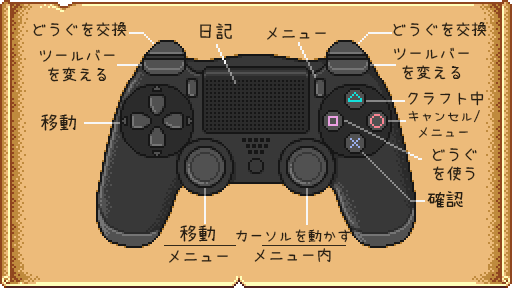 どうぐを交換
日記
メニュー
どうぐを交換
ツールバー
を変える
ツールバー
を変える
移動
クラフト中
キャンセル/
メニュー
どうぐ
を使う
確認
移動
メニュー
カーソルを動かす
メニュー内